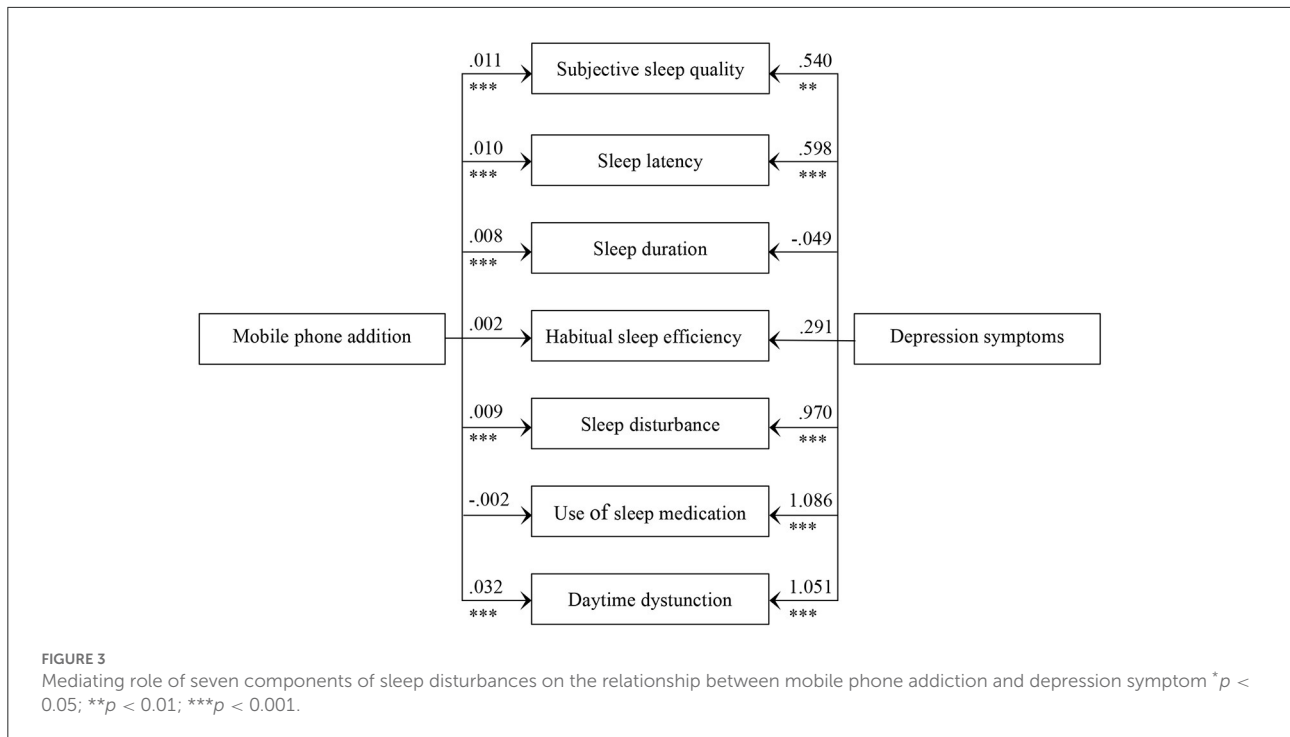 .011
***
Subjective sleep quality
.540
**
.010
***
Sleep latency
.598
***
.008
***
Sleep duration
-.049
Mobile phone addition
.002
Habitual sleep efficiency
.291
Depression symptoms
.009
***
Sleep disturbance
.970
***
-.002
Use of sleep medication
1.086
***
.032
***
Daytime dystunction
1.051
***
FIGURE 3
Mediating role of seven components of sleep disturbances on the relationship between mobile phone addiction and depression symptom *p <
0.05; **p < 0.01; ***p < 0.001.